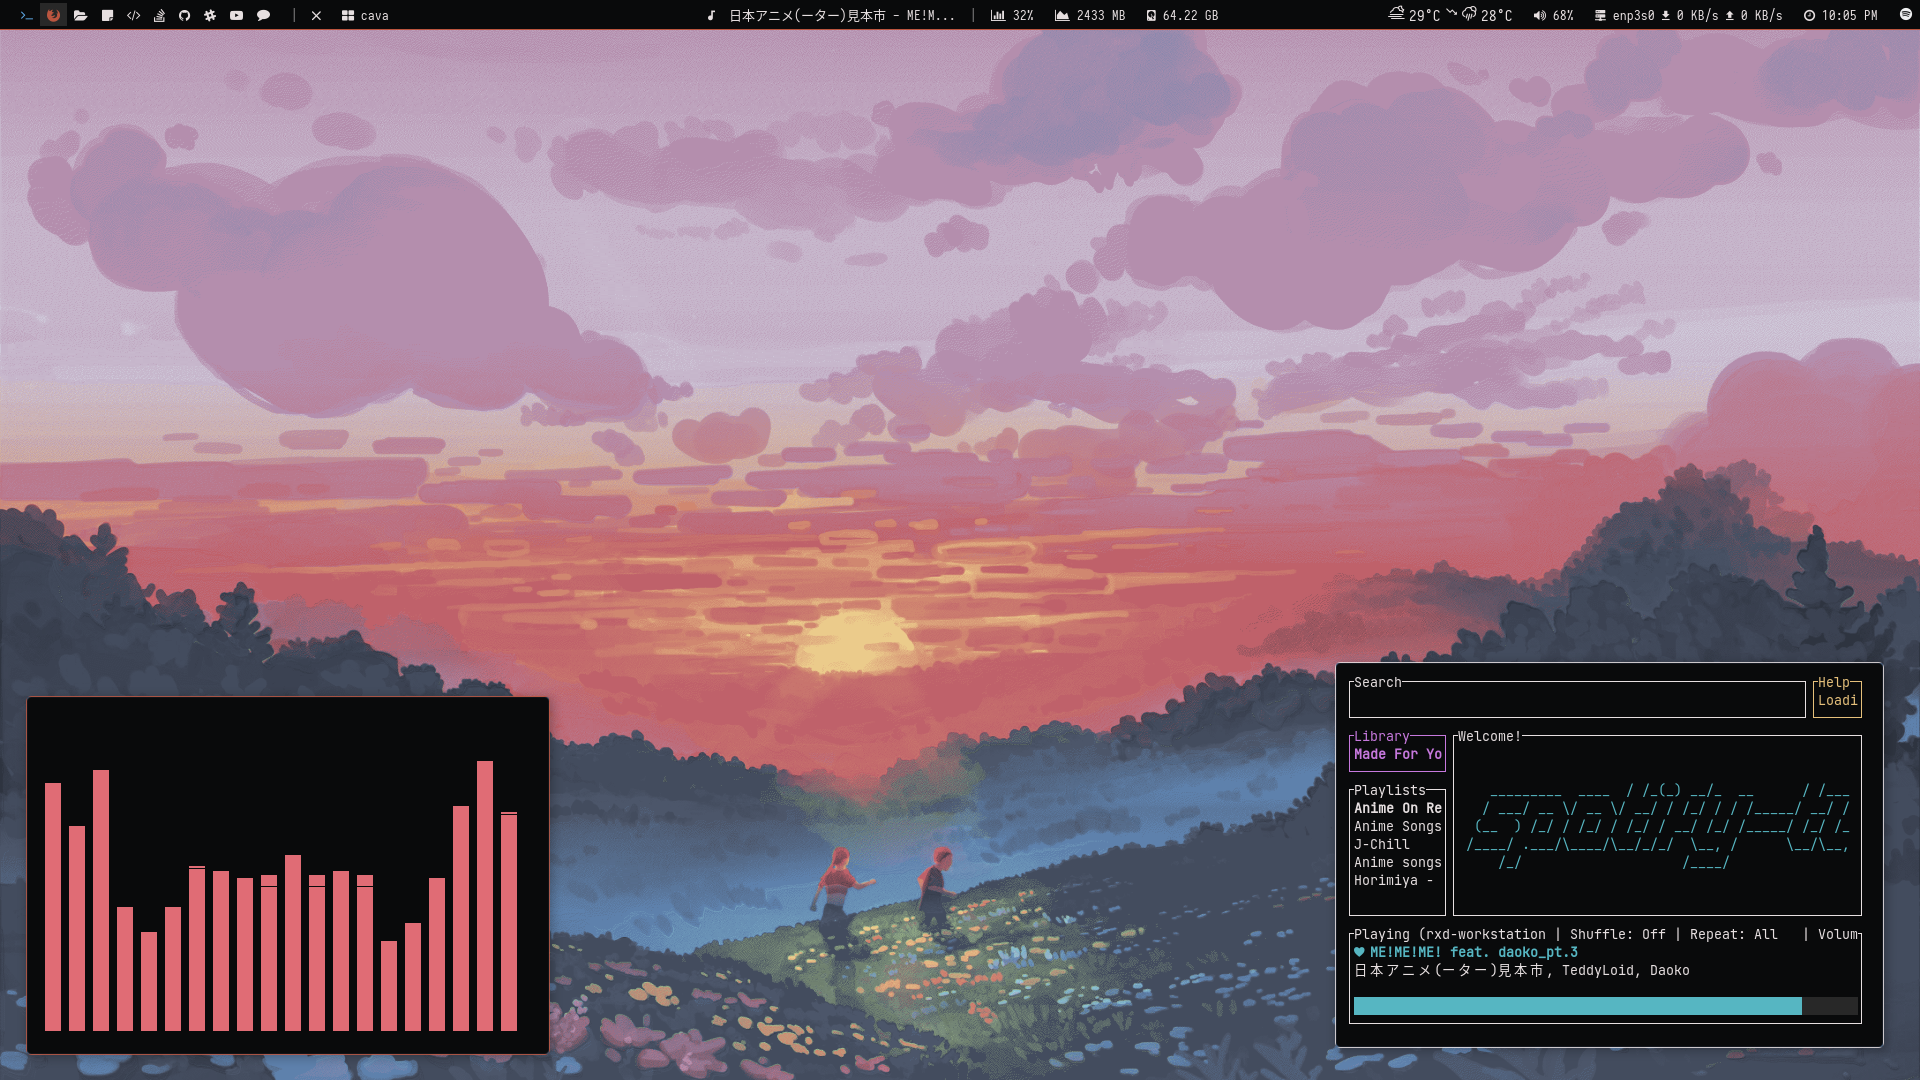 cava
日本アニメ(ーター)見本市 - ME!M...
32%
2433 MB
64.22 GB
29°C
28°C
68%
enp3s0 0 KB/s 0 KB/s
10:05 PM
Search
Help
Loadi
Library
Made For Yo
Welcome!
Playlists
Anime On Re
Anime Songs
J-Chill
Anime songs
Horimiya -
Playing (rxd-workstation | Shuffle: Off | Repeat: All | Volum
ME!ME!ME! feat. daoko_pt.3
日本アニメ(ーター)見本市, TeddyLoid, Daoko